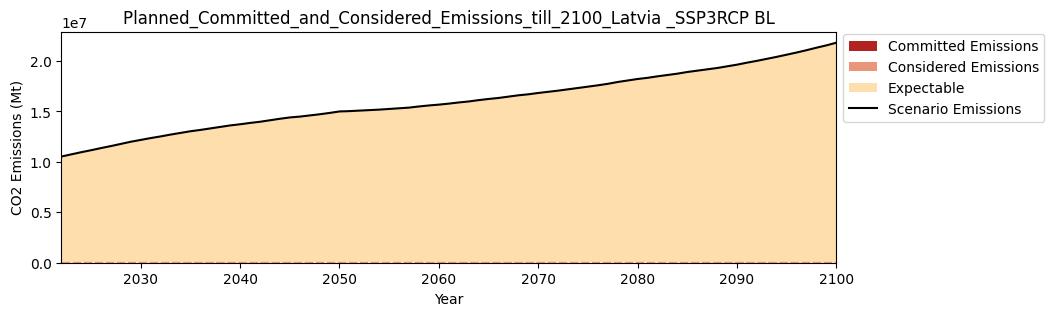 Planned_Committed_and_Considered_Emissions_till_2100_Latvia _SSP3RCP BL
1e7
2.0
1.5
1.0
0.5
0.0
CO2 Emissions (Mt)
2030 2040 2050 2060 2070 2080 2090 2100
Year
Committed Emissions
Considered Emissions
Expectable
Scenario Emissions